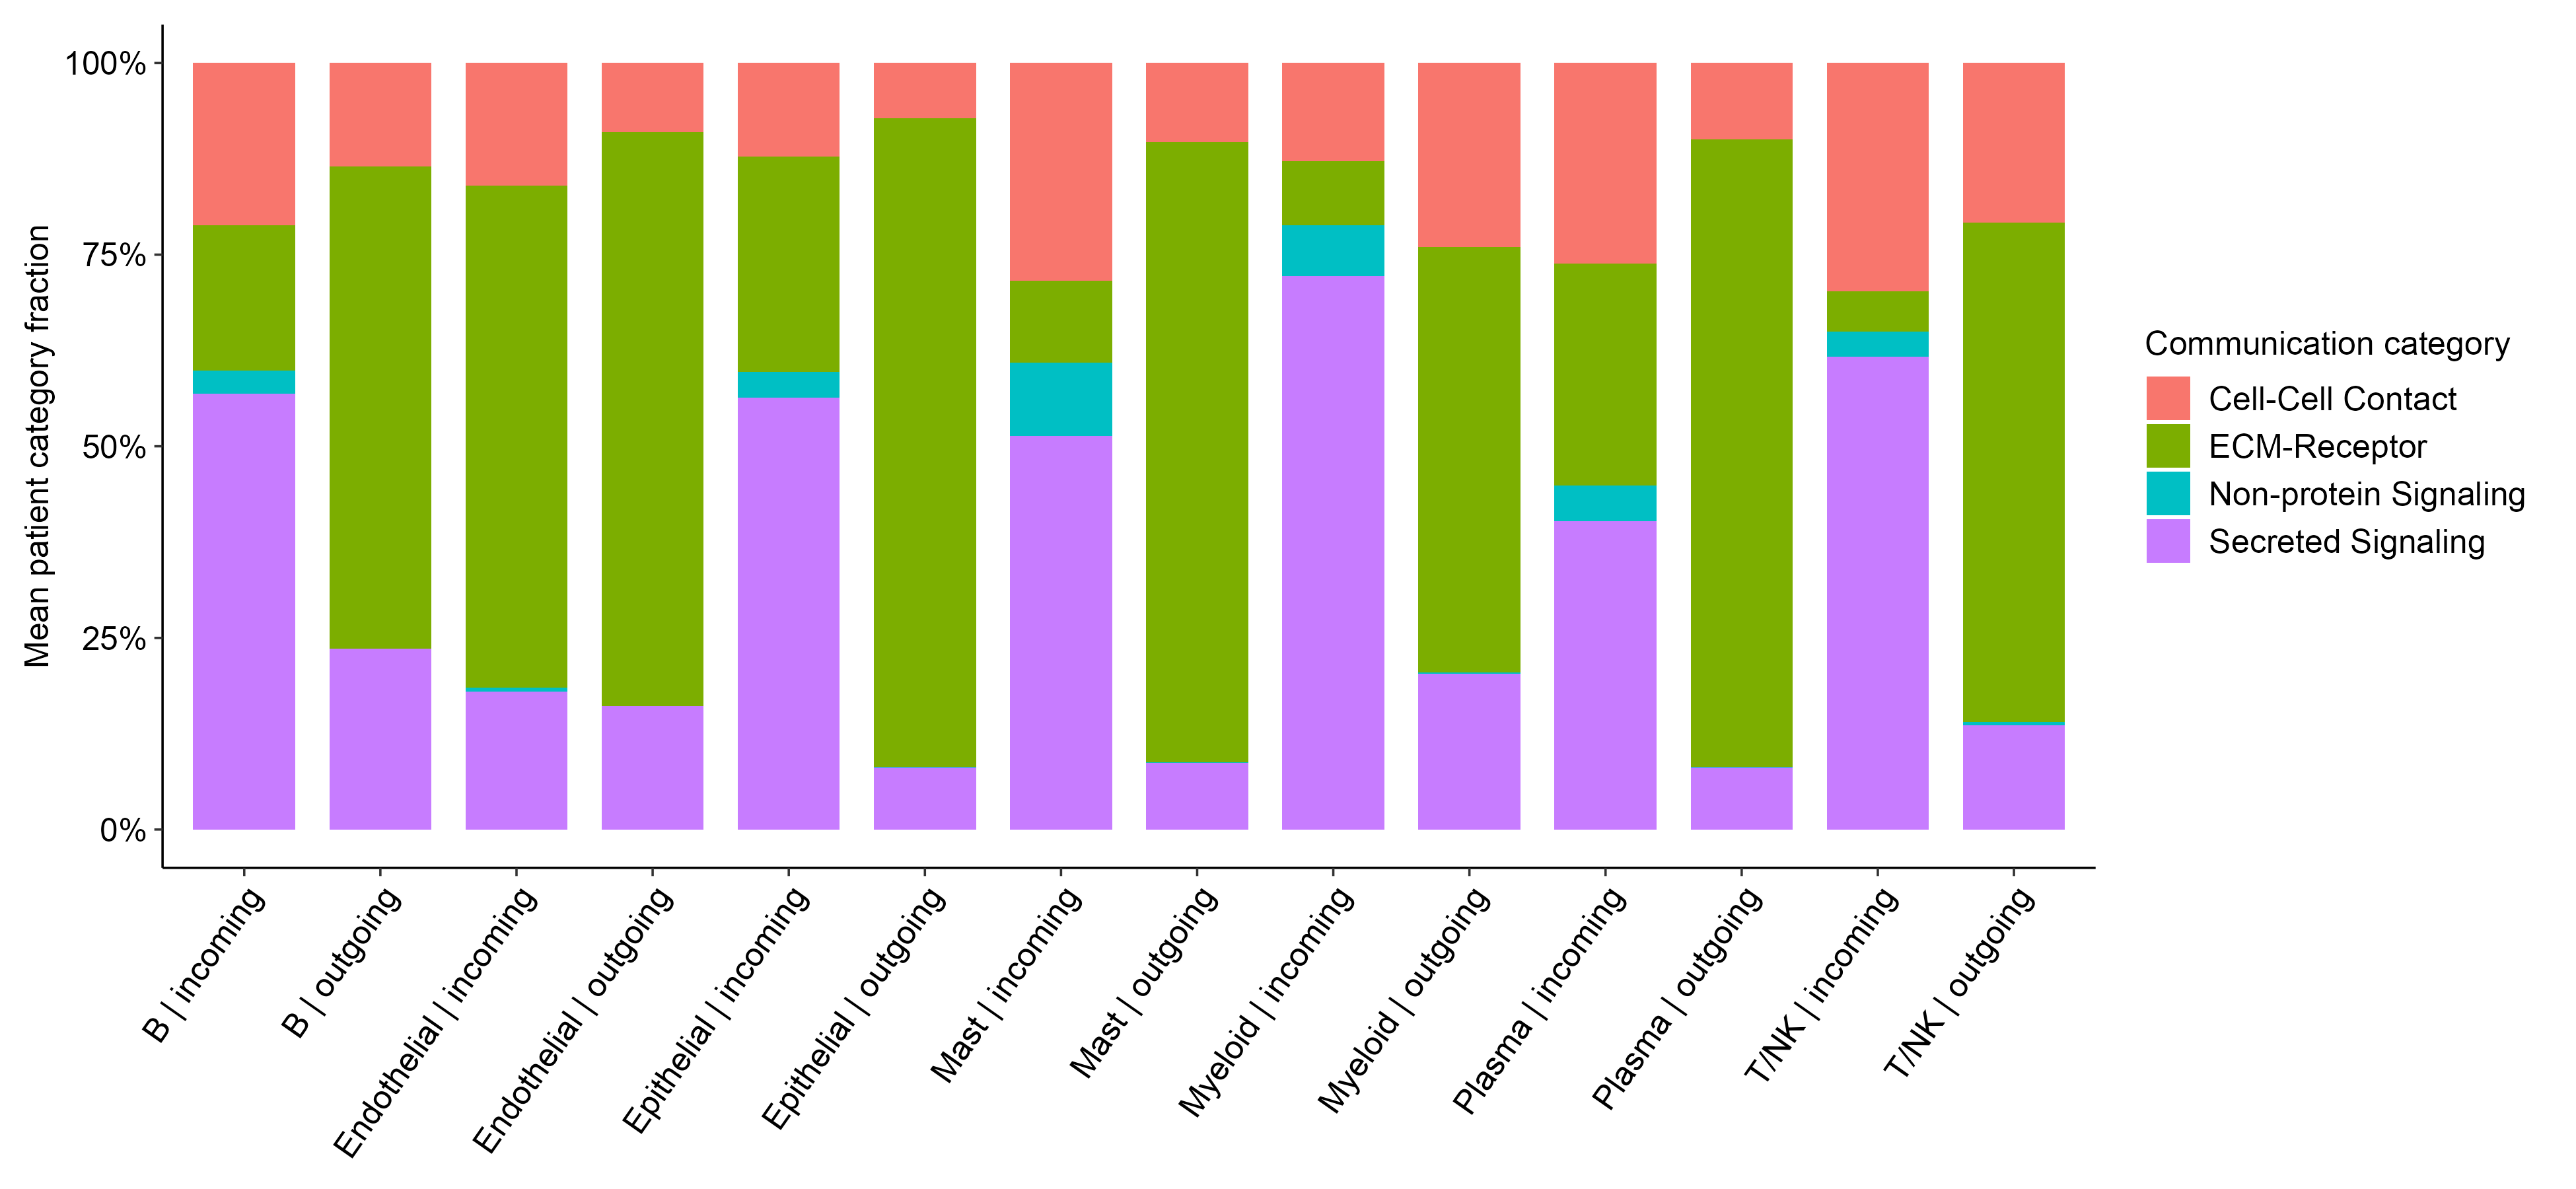 Mean patient category fraction
100%
75%
50%
25%
0%
B | incoming
B | outgoing
Endothelial | incoming
Endothelial | outgoing
Epithelial | incoming
Epithelial | outgoing
Mast | incoming
Mast | outgoing
Myeloid | incoming
Myeloid | outgoing
Plasma | incoming
Plasma | outgoing
T/NK | incoming
T/NK | outgoing
Communication category
Cell-Cell Contact
ECM-Receptor
Non-protein Signaling
Secreted Signaling